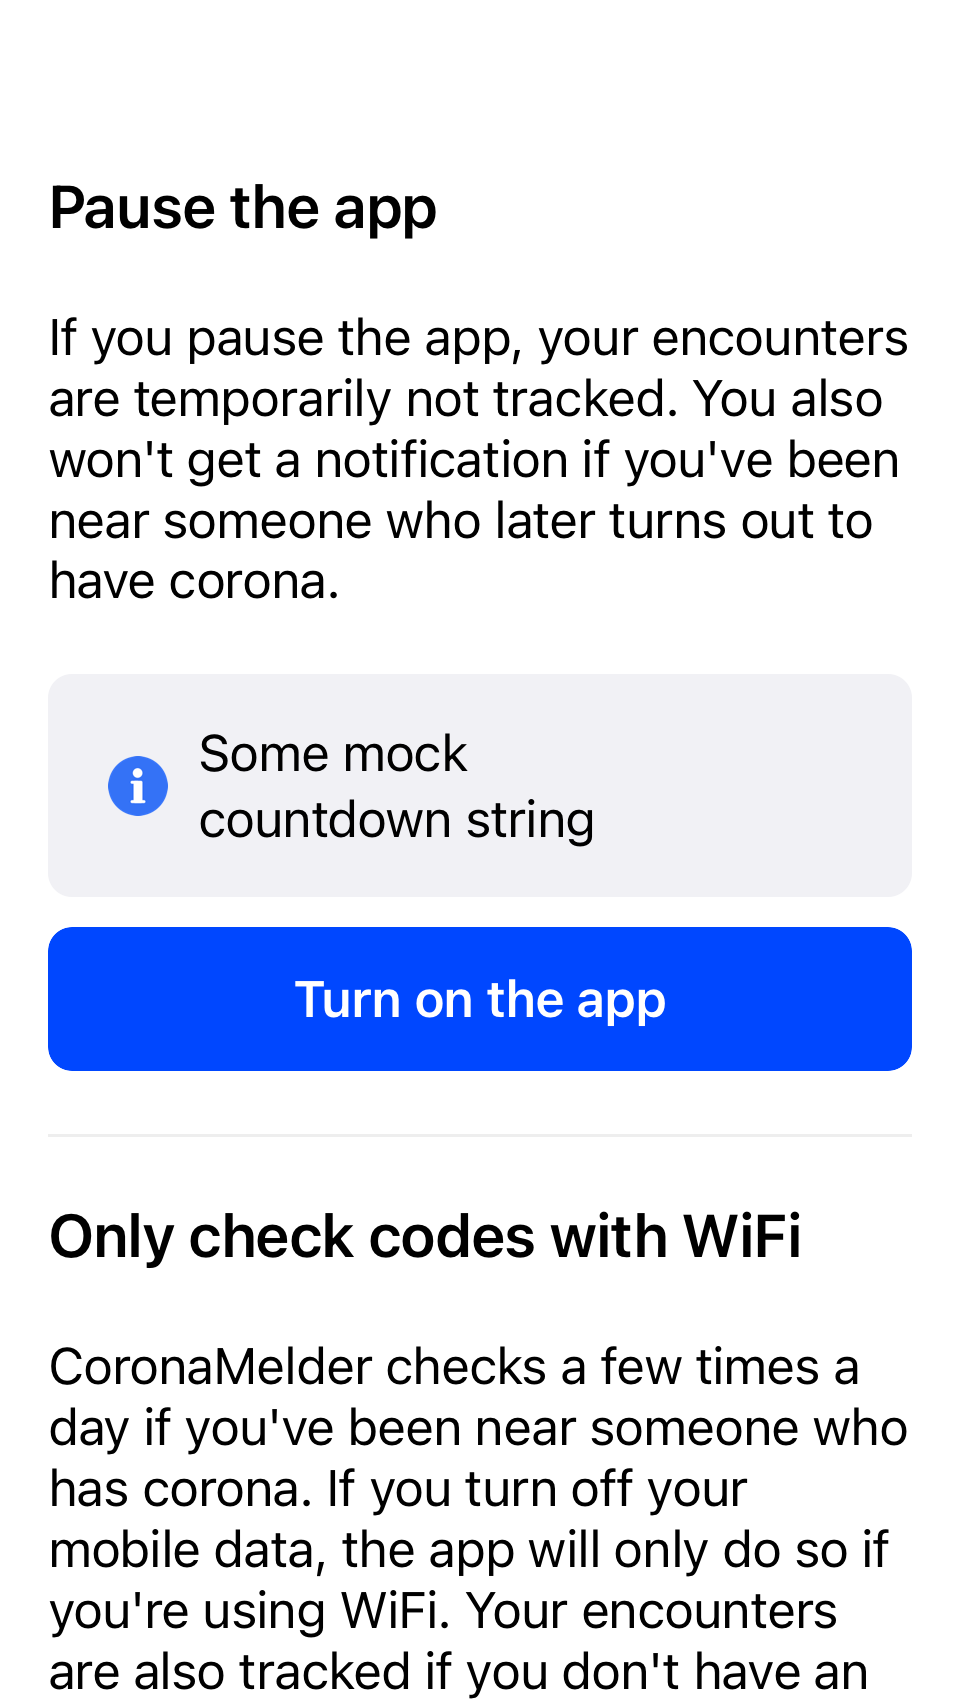 Pause the app
If you pause the app, your encounters
are temporarily not tracked. You also
won't get a notification if you've been
near someone who later turns out to
have corona.
Some mock
countdown string
Turn on the app
Only check codes with WiFi
CoronaMelder checks a few times a
day if you've been near someone who
has corona. If you turn off your
mobile data, the app will only do so if
you're using WiFi. Your encounters
are also tracked if you don't have an